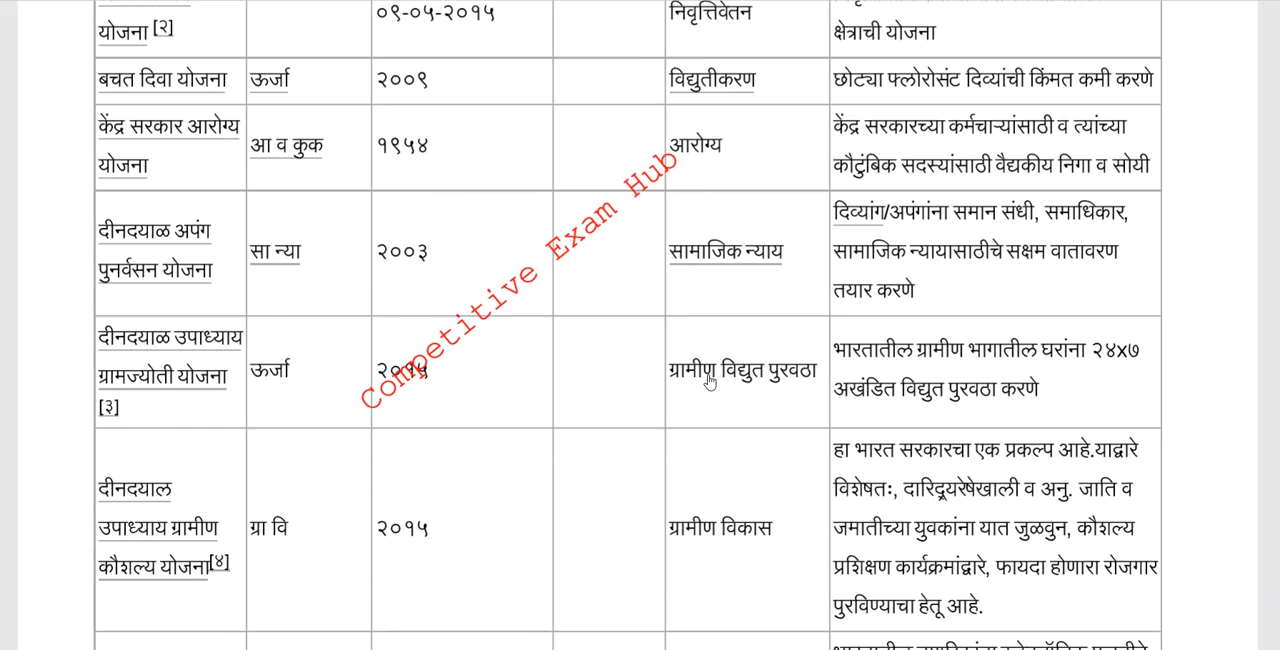 ०९-०५-२०१५
निवृत्तिवेतन
योजना [२]
क्षेत्राची योजना
बचत दिवा योजना ऊर्जा २००९ विद्युतीकरण छोट्या फ्लोरोसंट दिव्यांची किंमत कमी करणे
केंद्र सरकार आरोग्य
योजना
आ व कुक
१९५४
आरोग्य
केंद्र सरकारच्या कर्मचाऱ्यांसाठी व त्यांच्या
कौटुंबिक सदस्यांसाठी वैद्यकीय निगा व सोयी
दीनदयाळ अपंग
पुनर्वसन योजना
सा न्या
२००३
सामाजिक न्याय
दिव्यांग/अपंगांना समान संधी, समाधिकार,
सामाजिक न्यायासाठीचे सक्षम वातावरण
तयार करणे
दीनदयाळ उपाध्याय
ग्रामज्योती योजना
[३]
ऊर्जा
२०१५
ग्रामीण विद्युत पुरवठा
भारतातील ग्रामीण भागातील घरांना २४x७
अखंडित विद्युत पुरवठा करणे
दीनदयाल
उपाध्याय ग्रामीण
कौशल्य योजना[४]
ग्रा वि
२०१५
ग्रामीण विकास
हा भारत सरकारचा एक प्रकल्प आहे.याद्वारे
विशेषतः, दारिद्र्यरेषेखाली व अनु. जाति व
जमातीच्या युवकांना यात जुळवुन, कौशल्य
प्रशिक्षण कार्यक्रमांद्वारे, फायदा होणारा रोजगार
पुरविण्याचा हेतू आहे.
Competitive Exam Hub